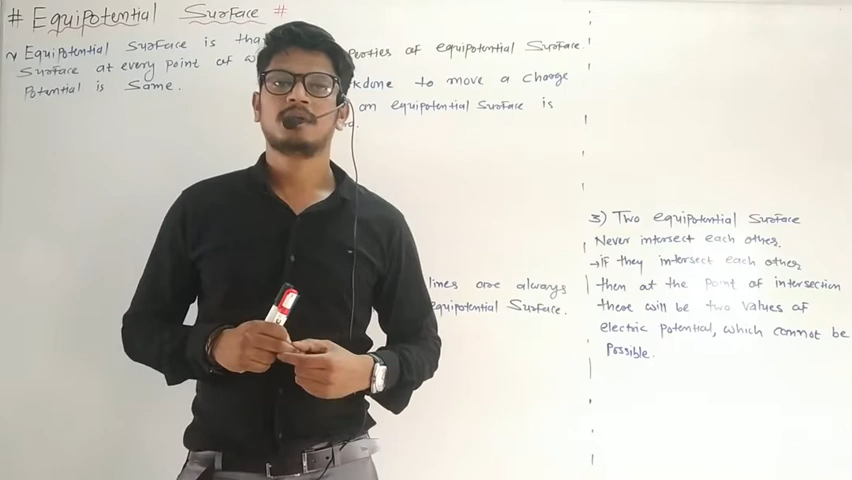 # Equipotential Surface #
Equipotential Surface is
Surface at every point of
Potential is Same.
of equipotential Surface
to move a charge
on equipotential Surface is
lines are always
equipotential Surface.
3) Two equipotential Surface
Never intersect each other.
→ if they intersect each other
then at the point of intersection
there will be two values of
electric potential, which cannot be
Possible.